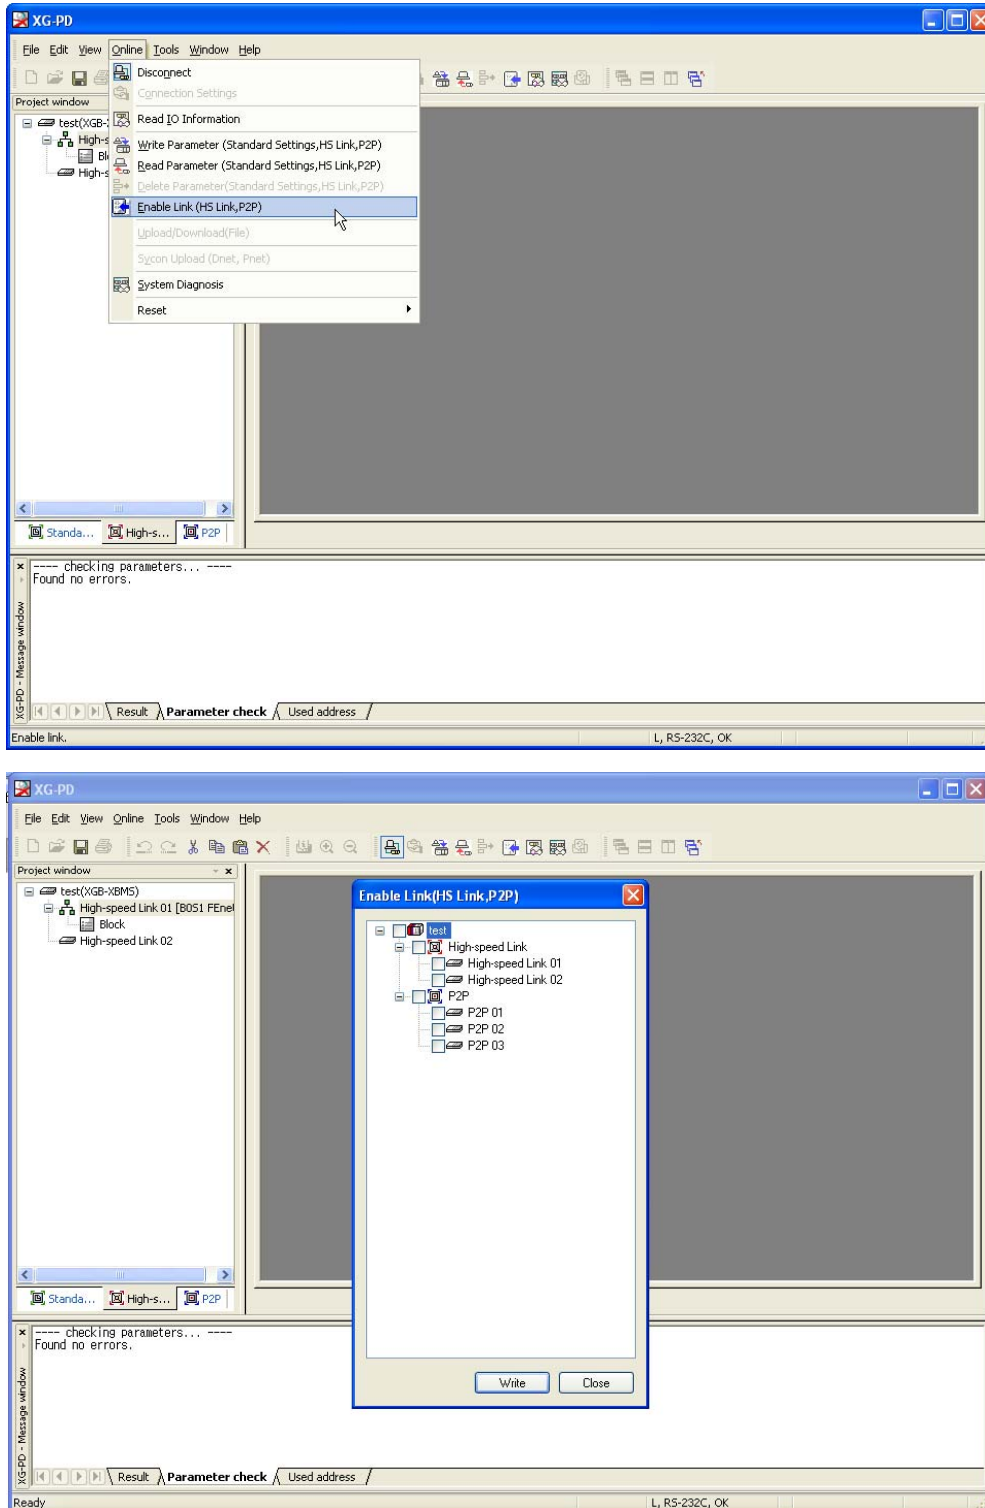 XG-PD
File Edit View Online Tools Window Help
Project window
Disconnect
Connection Settings
Read IO Information
Write Parameter (Standard Settings,HS Link,P2P)
Read Parameter (Standard Settings,HS Link,P2P)
Delete Parameter(Standard Settings,HS Link,P2P)
Enable Link (HS Link,P2P)
Upload/Download(File)
Sycon Upload (Dnet, Pnet)
System Diagnosis
Reset
test(XGB-
High-s
Bl
High-s
Standa... High-s... P2P
---- checking parameters... ----
Found no errors.
XG-PD - Message window
Result Parameter check Used address
Enable link. L, RS-232C, OK
XG-PD
File Edit View Online Tools Window Help
Project window
test(XGB-XBMS)
High-speed Link 01 [B0S1 FEne
Block
High-speed Link 02
Enable Link(HS Link,P2P)
test
High-speed Link
High-speed Link 01
High-speed Link 02
P2P
P2P 01
P2P 02
P2P 03
Write Close
Standa... High-s... P2P
---- checking parameters... ----
Found no errors.
XG-PD - Message window
Result Parameter check Used address
Ready L, RS-232C, OK